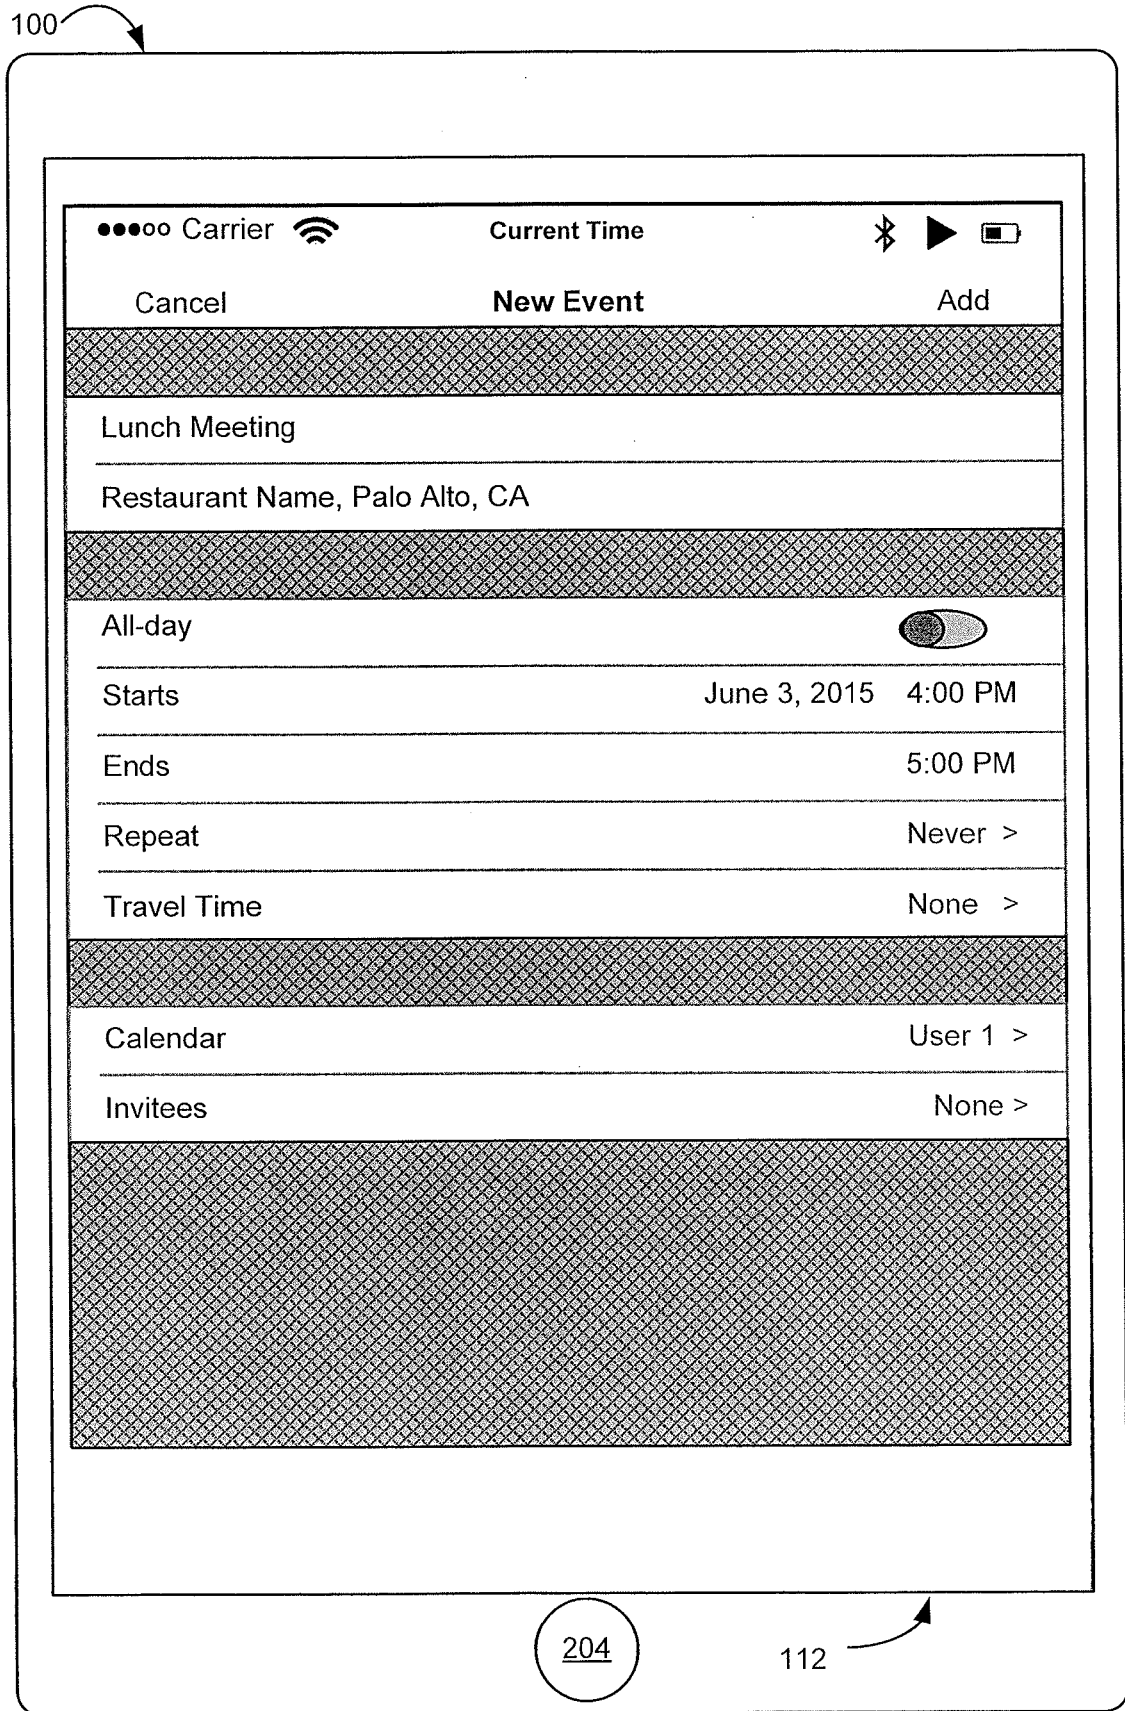 100
Carrier Current Time
Cancel New Event Add
Lunch Meeting
Restaurant Name, Palo Alto, CA
All-day
Starts June 3, 2015 4:00 PM
Ends 5:00 PM
Repeat Never >
Travel Time None >
Calendar User 1 >
Invitees None >
204
112